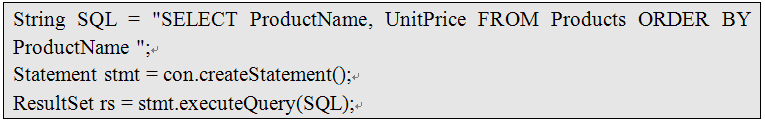 String SQL = "SELECT ProductName, UnitPrice FROM Products ORDER BY
ProductName ";↵
Statement stmt = con.createStatement();↵
ResultSet rs = stmt.executeQuery(SQL);↵